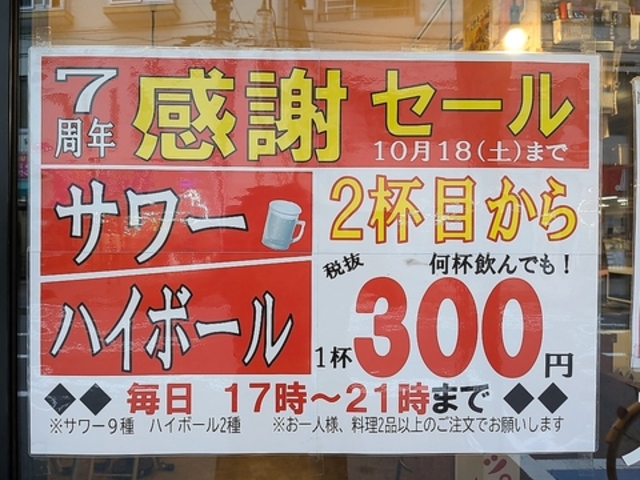 7周年 感謝セール
10月18(土)まで
サワー
2杯目から
ハイボール
税抜 何杯飲んでも!
1杯300円
◆◆ 毎日 17時〜21時まで ◆◆
※サワー9種 ハイボール2種 ※お一人様、料理2品以上のご注文でお願いします